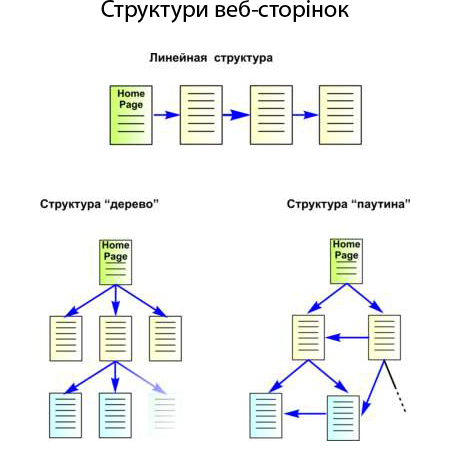 Структури веб-сторінок
Линейная структура
Home
Page
Структура "дерево"
Структура "паутина"
Home
Page
Home
Page